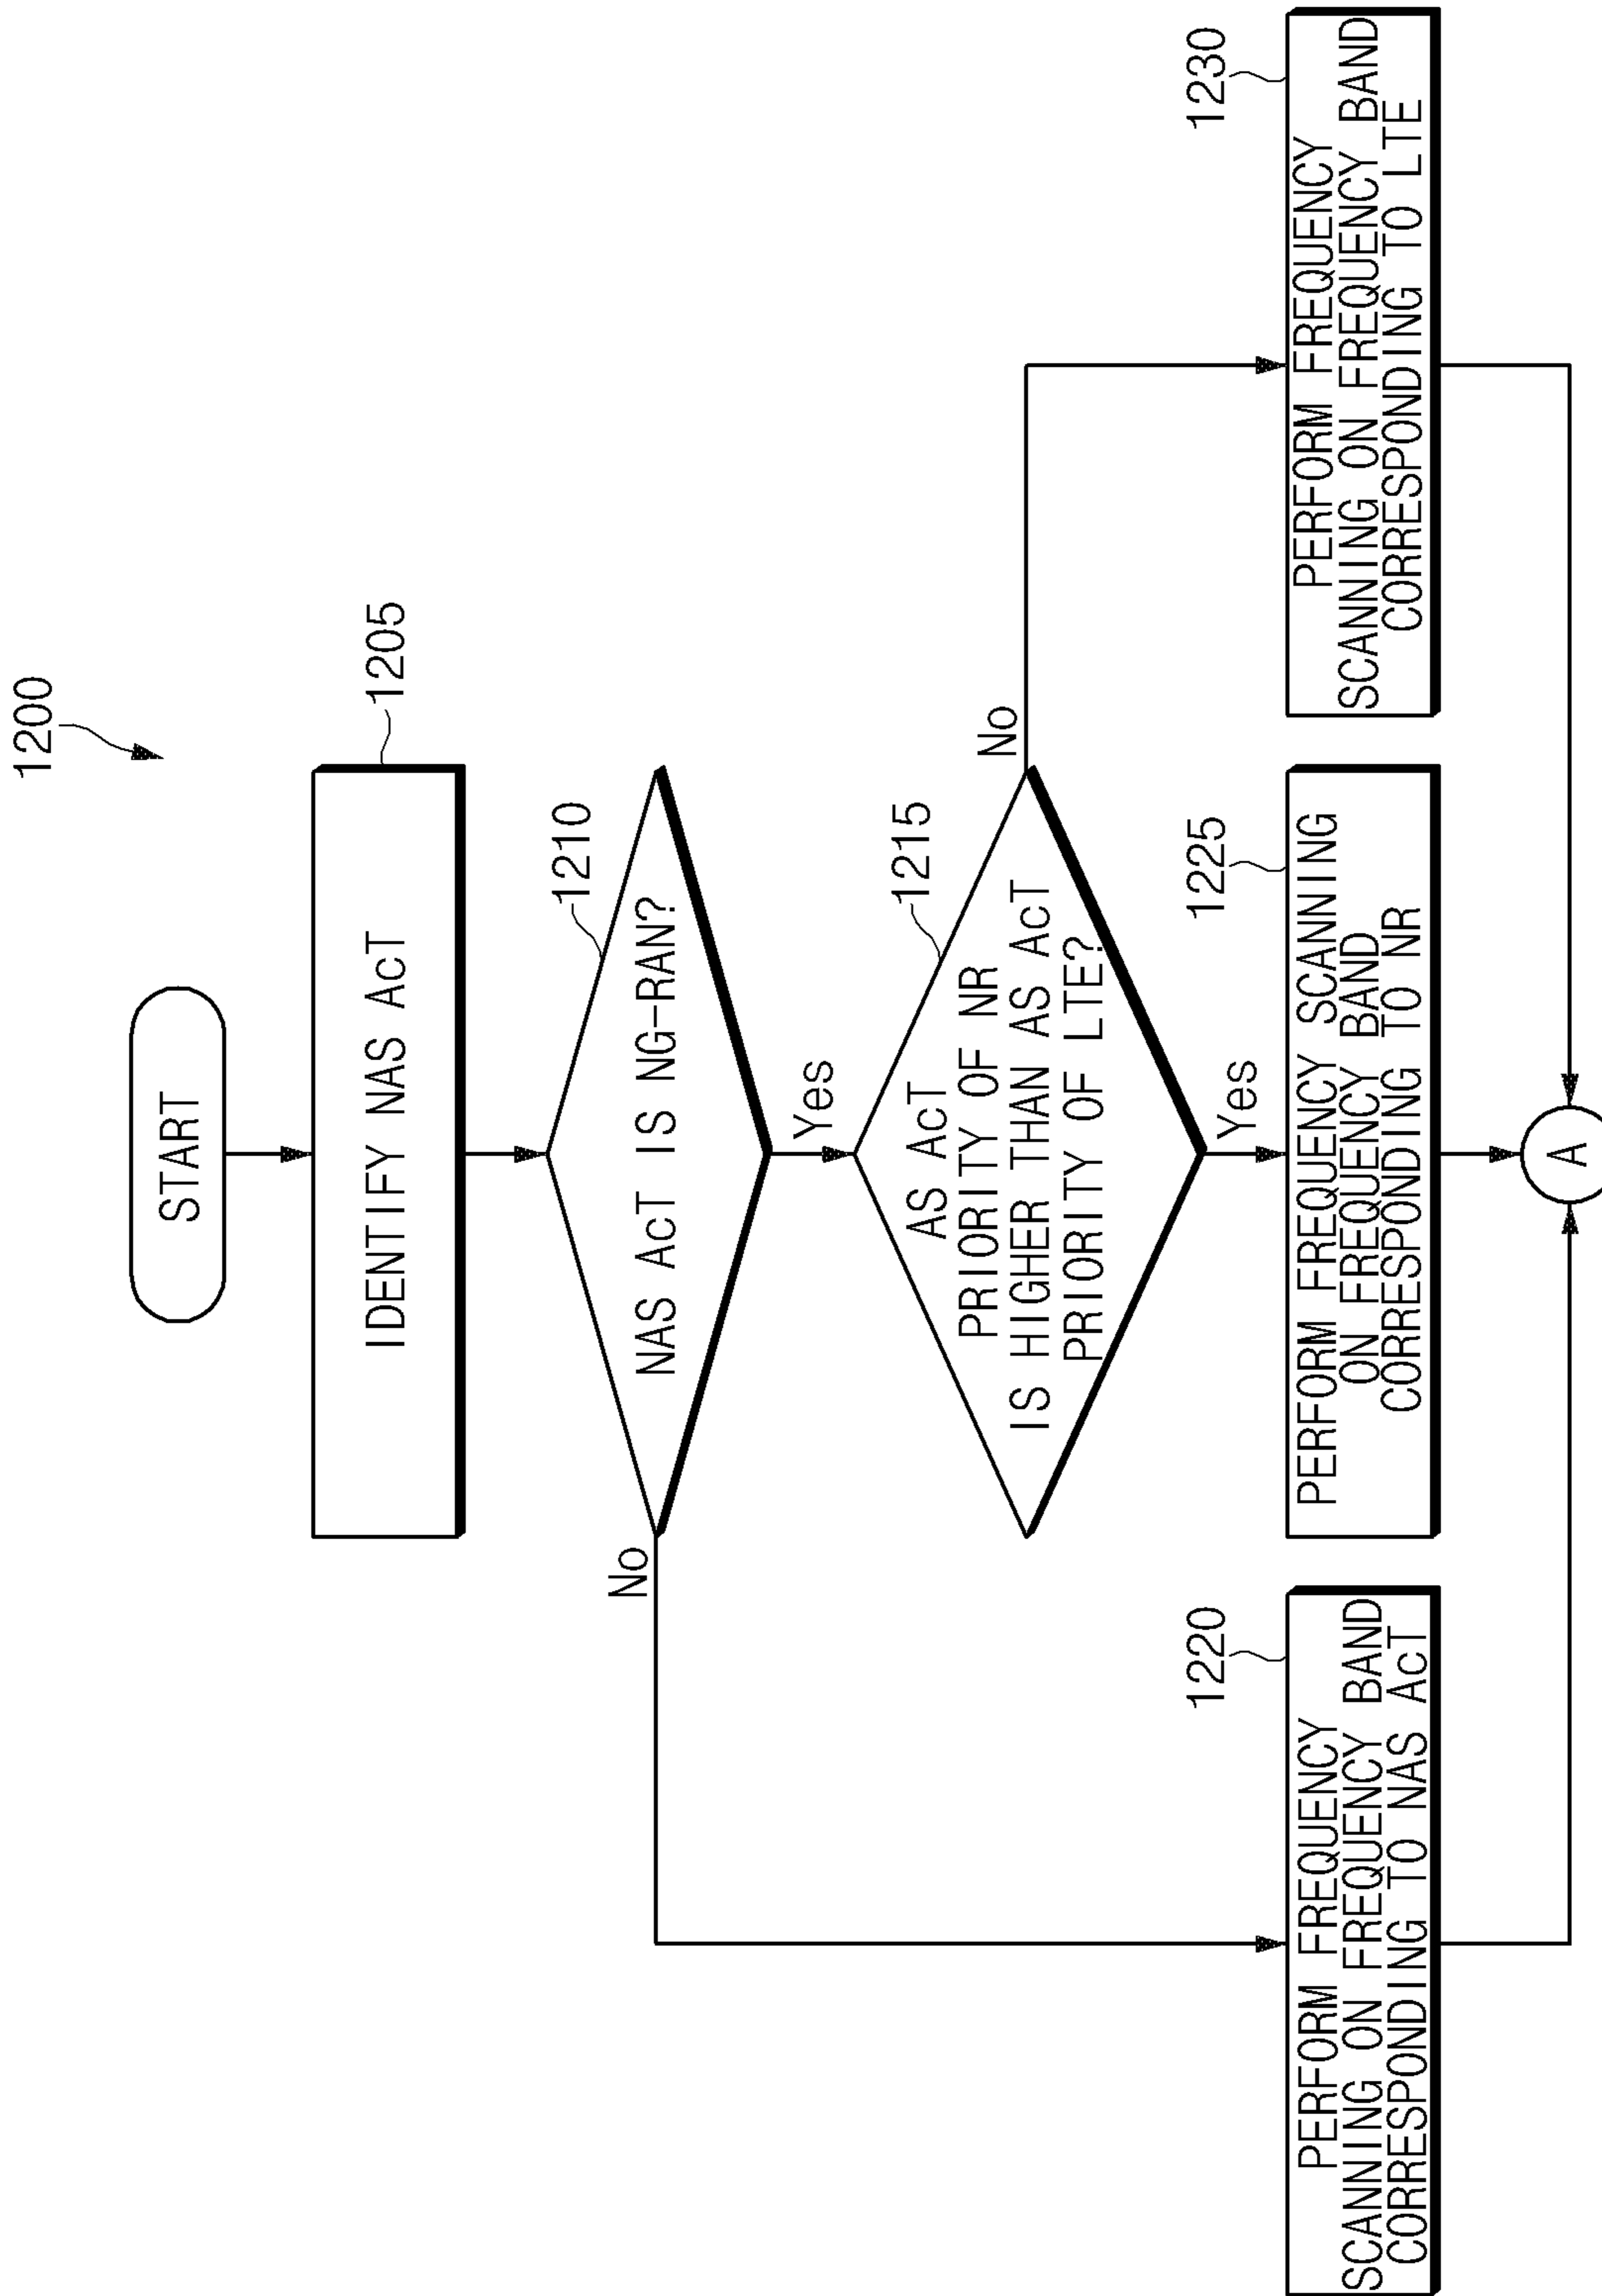 1200
START
IDENTIFY NAS AcT
1205
NAS AcT IS NG-RAN?
1210
No
Yes
AS AcT
PRIORITY OF NR
IS HIGHER THAN AS AcT
PRIORITY OF LTE?
1215
No
Yes
1220
PERFORM FREQUENCY
SCANNING ON FREQUENCY BAND
CORRESPONDING TO NAS AcT
1225
PERFORM FREQUENCY SCANNING
ON FREQUENCY BAND
CORRESPONDING TO NR
1230
PERFORM FREQUENCY
SCANNING ON FREQUENCY BAND
CORRESPONDING TO LTE
A